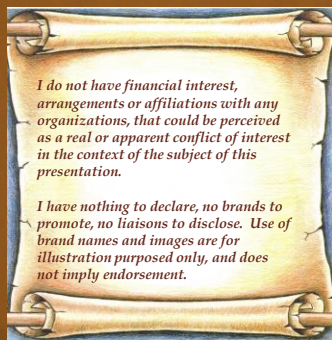 I do not have financial interest,
arrangements or affiliations with any
organizations, that could be perceived
as a real or apparent conflict of interest
in the context of the subject of this
presentation.
I have nothing to declare, no brands to
promote, no liaisons to disclose.  Use of
brand names and images are for
illustration purposed only, and does
not imply endorsement.